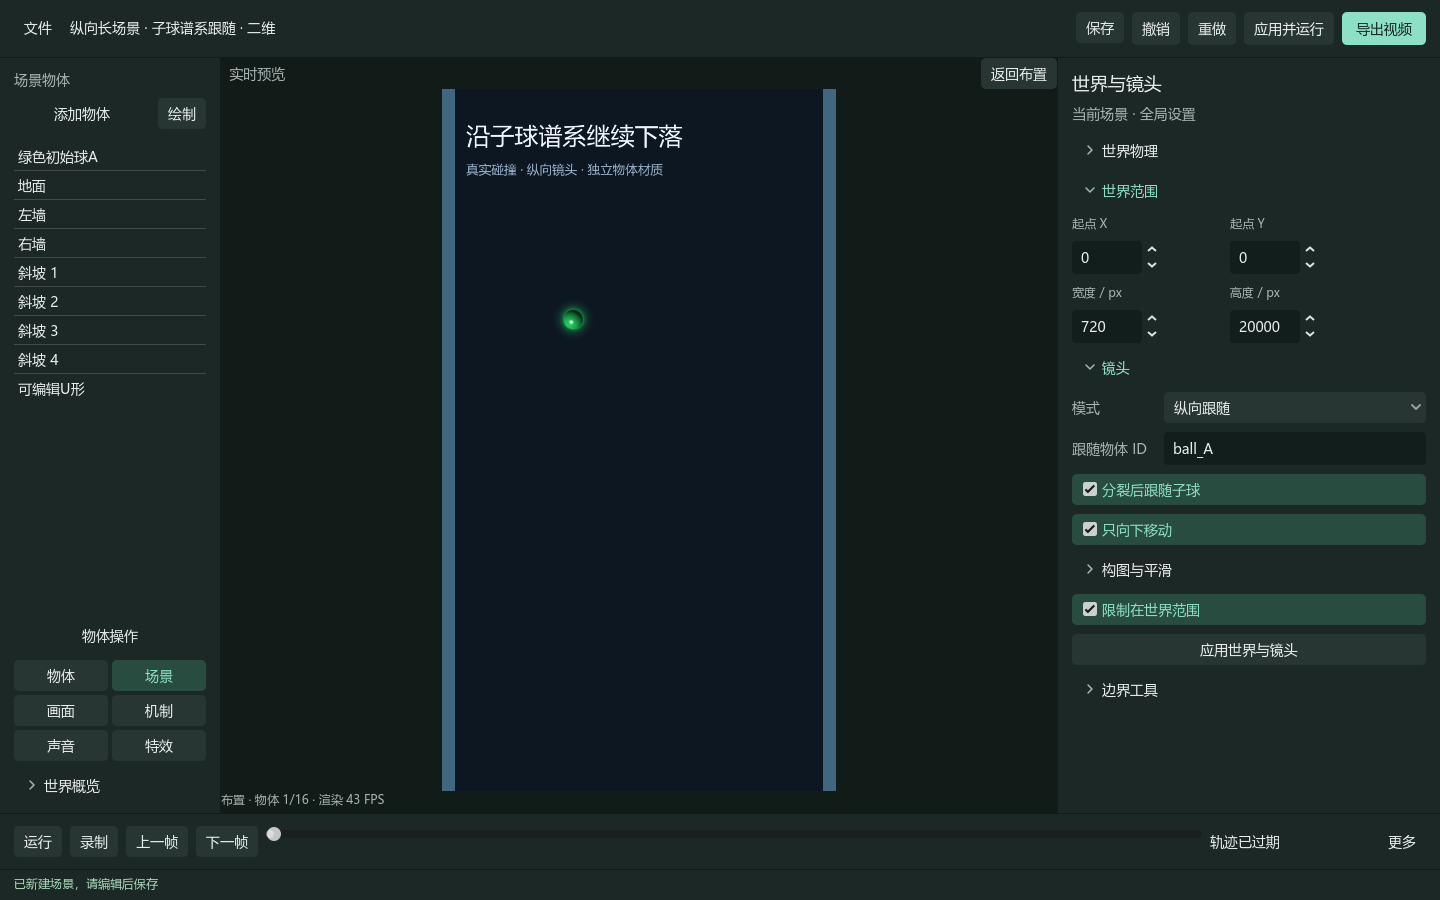 文件 纵向长场景 · 子球谱系跟随 · 二维 保存 撤销 重做 应用并运行 导出视频
场景物体
添加物体 绘制
绿色初始球A
地面
左墙
右墙
斜坡 1
斜坡 2
斜坡 3
斜坡 4
可编辑U形
物体操作
物体 场景
画面 机制
声音 特效
世界概览
实时预览 返回布置
沿子球谱系继续下落
真实碰撞 · 纵向镜头 · 独立物体材质
布置 · 物体 1/16 · 渲染 43 FPS
世界与镜头
当前场景 · 全局设置
世界物理
世界范围
起点 X 起点 Y
0 0
宽度 / px 高度 / px
720 20000
镜头
模式 纵向跟随
跟随物体 ID ball_A
分裂后跟随子球
只向下移动
构图与平滑
限制在世界范围
应用世界与镜头
边界工具
运行 录制 上一帧 下一帧 轨迹已过期 更多
已新建场景，请编辑后保存